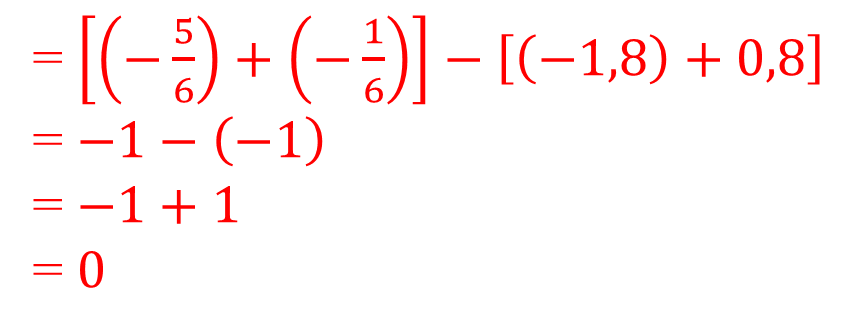 = [(− 5/6) + (− 1/6)] − [(−1,8) + 0,8]
= −1 − (−1)
= −1 + 1
= 0